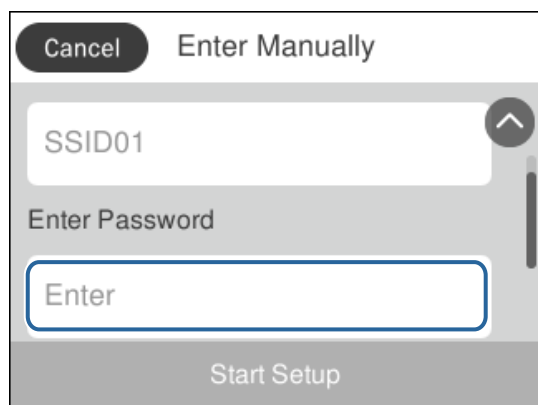 Cancel Enter Manually
SSID01
Enter Password
Enter
Start Setup